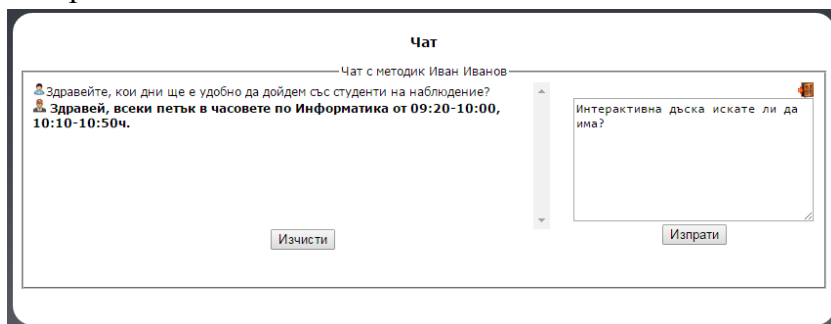 Чат
Чат с методик Иван Иванов
Здравейте, кои дни ще е удобно да дойдем със студенти на наблюдение?
Здравей, всеки петък в часовете по Информатика от 09:20-10:00,
10:10-10:50ч.
Интерактивна дъска искате ли да
има?
Изчисти
Изпрати